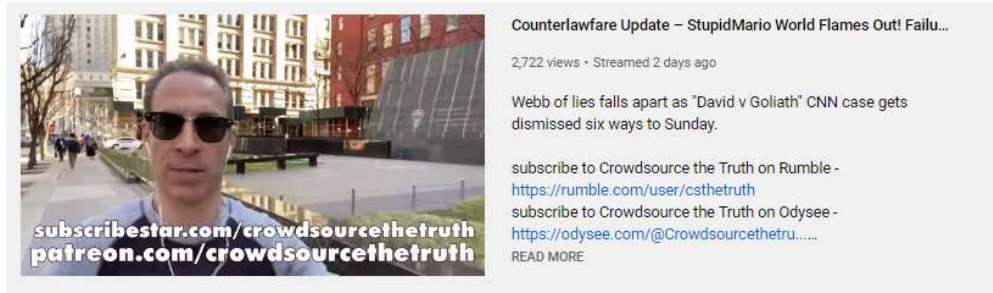 subscribestar.com/crowdsourcethetruth
patreon.com/crowdsourcethetruth
Counterlawfare Update – StupidMario World Flames Out! Failu...
2,722 views • Streamed 2 days ago
Webb of lies falls apart as "David v Goliath" CNN case gets
dismissed six ways to Sunday.
subscribe to Crowdsource the Truth on Rumble -
https://rumble.com/user/csthetruth
subscribe to Crowdsource the Truth on Odysee -
https://odysee.com/@Crowdsourcethetru......
READ MORE